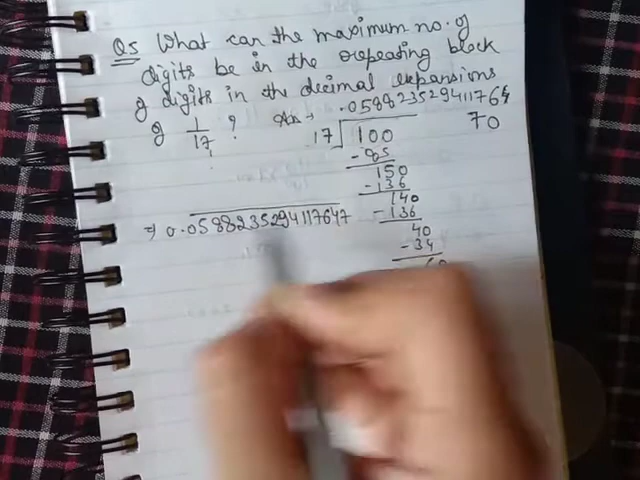 Q5 What can the maximum no. of
digits be in the repeating block
of digits in the decimal expansions
of 1/17 ? Ans →
.0588235294117647
17 100 70
-85
150
-136
140
-136
40
-34
⇒ 0.0588235294117647